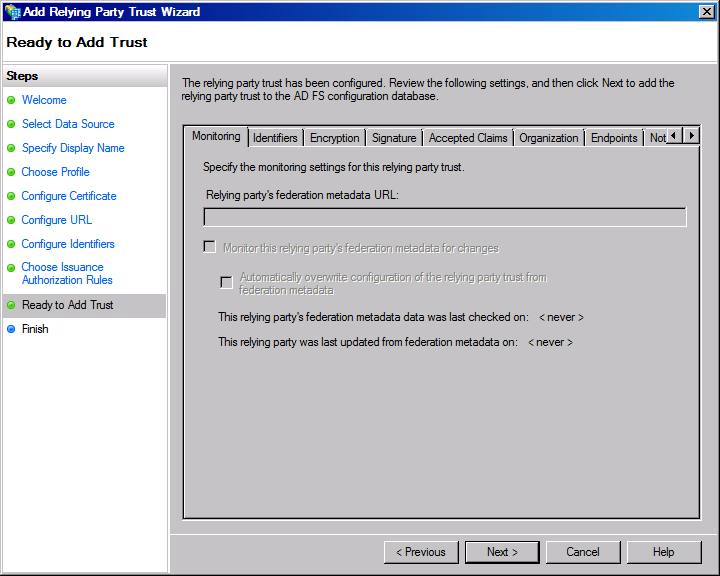 Add Relying Party Trust Wizard
Ready to Add Trust
Steps
Welcome
Select Data Source
Specify Display Name
Choose Profile
Configure Certificate
Configure URL
Configure Identifiers
Choose Issuance
Authorization Rules
Ready to Add Trust
Finish
The relying party trust has been configured. Review the following settings, and then click Next to add the
relying party trust to the AD FS configuration database.
Monitoring Identifiers Encryption Signature Accepted Claims Organization Endpoints Not
Specify the monitoring settings for this relying party trust.
Relying party's federation metadata URL:
Monitor this relying party's federation metadata for changes
Automatically overwrite configuration of the relying party trust from
federation metadata
This relying party's federation metadata data was last checked on: < never >
This relying party was last updated from federation metadata on: < never >
< Previous Next > Cancel Help